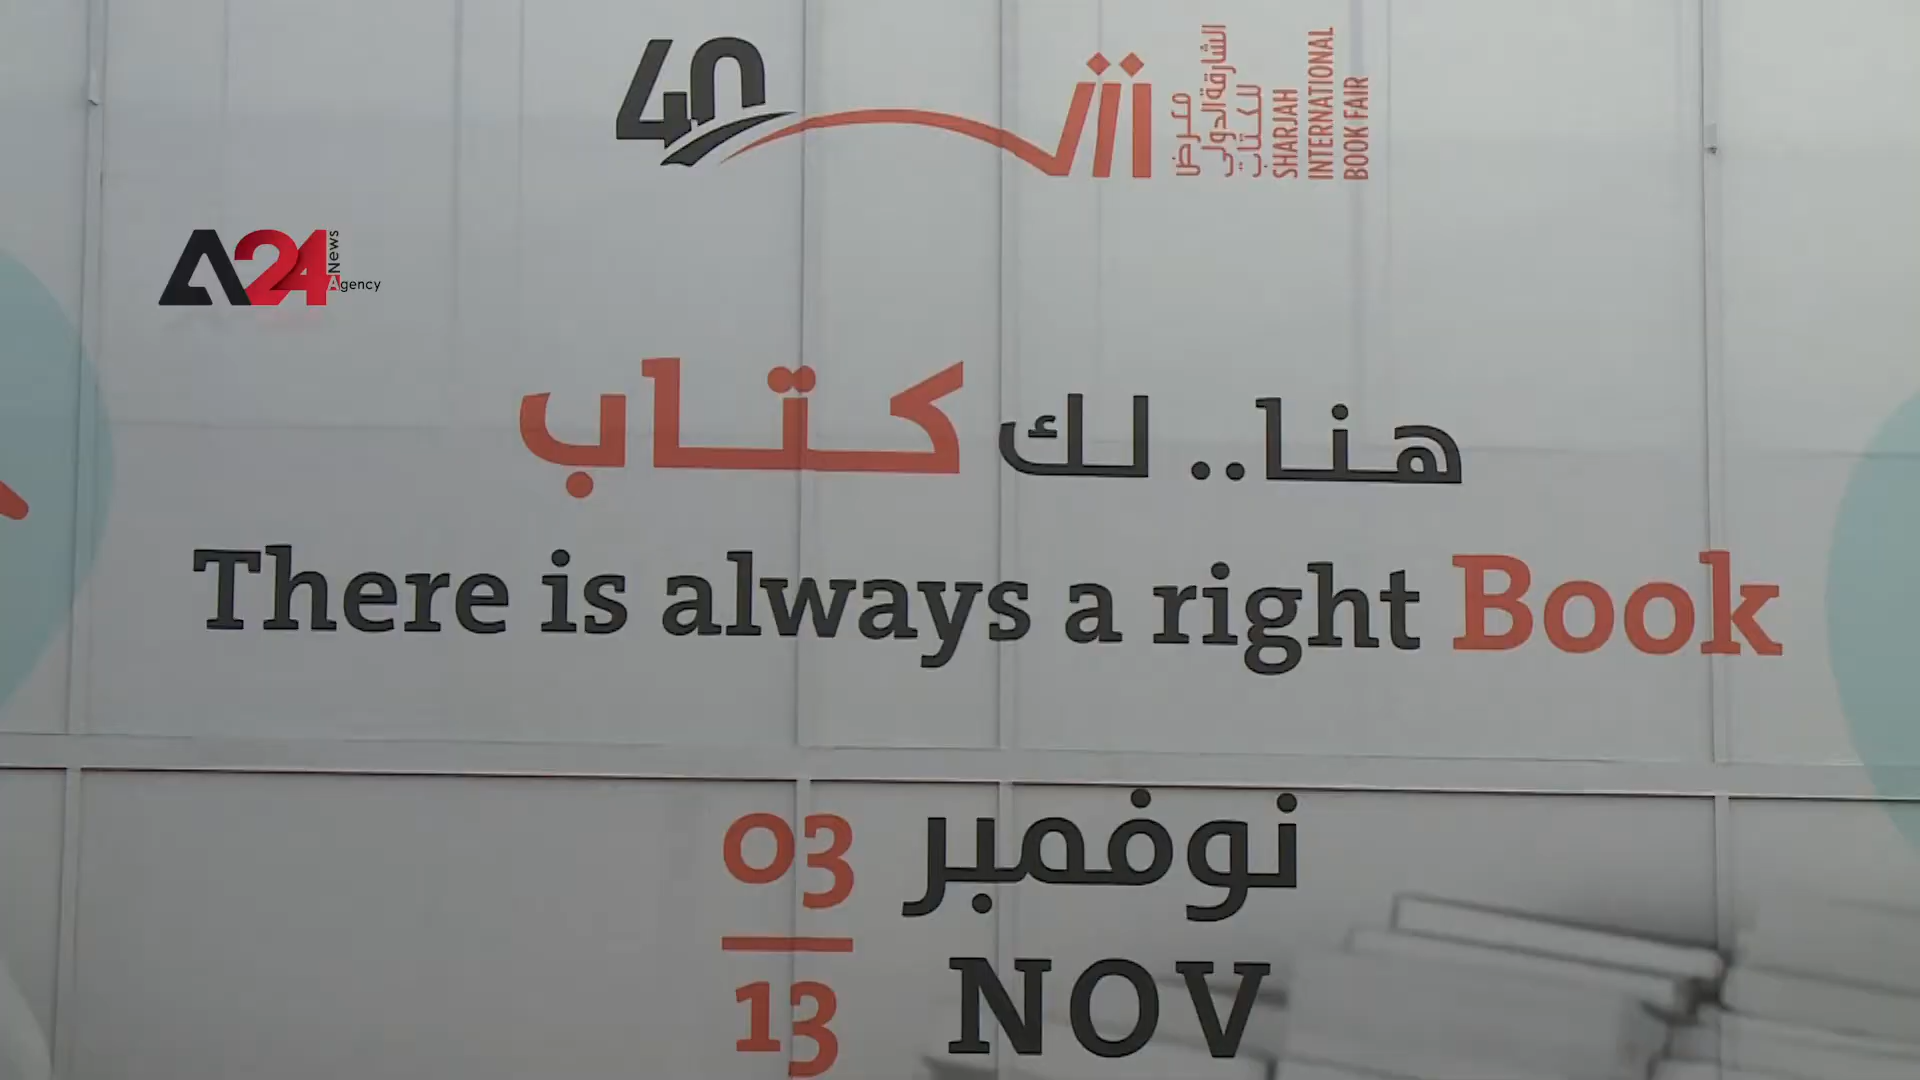 40
معرض
الشارقة الدولي
للكتاب
SHARJAH
INTERNATIONAL
BOOK FAIR
A24 News Agency
هنا.. لك كتاب
There is always a right Book
03 نوفمبر
13 NOV